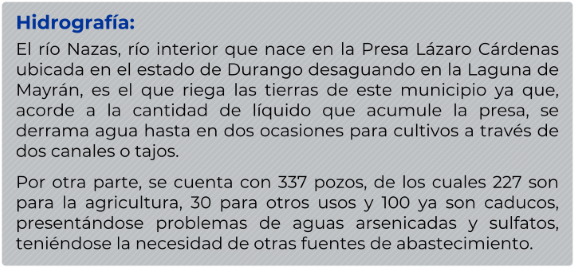 Hidrografía:
El río Nazas, río interior que nace en la Presa Lázaro Cárdenas
ubicada en el estado de Durango desaguando en la Laguna de
Mayrán, es el que riega las tierras de este municipio ya que,
acorde a la cantidad de líquido que acumule la presa, se
derrama agua hasta en dos ocasiones para cultivos a través de
dos canales o tajos.
Por otra parte, se cuenta con 337 pozos, de los cuales 227 son
para la agricultura, 30 para otros usos y 100 ya son caducos,
presentándose problemas de aguas arsenicadas y sulfatos,
teniéndose la necesidad de otras fuentes de abastecimiento.